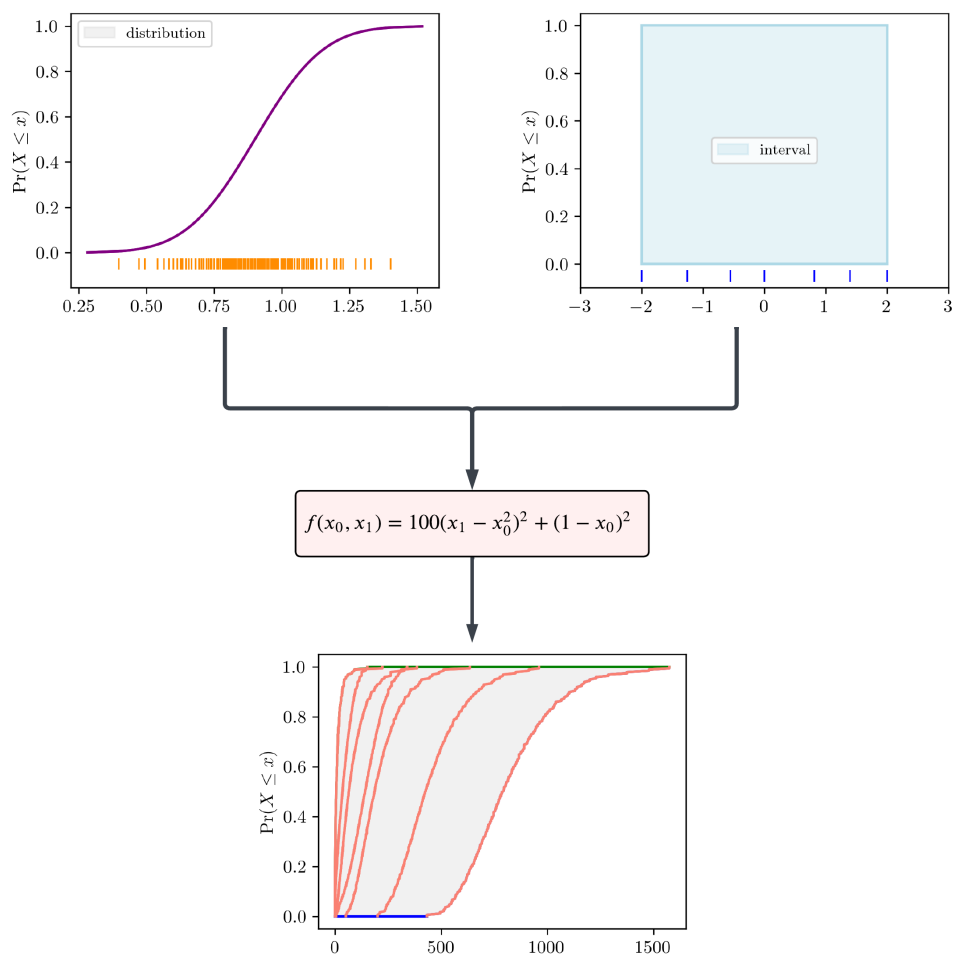 distribution
Pr(X ≤ x)
1.0
0.8
0.6
0.4
0.2
0.0
0.25 0.50 0.75 1.00 1.25 1.50
interval
Pr(X ≤ x)
1.0
0.8
0.6
0.4
0.2
0.0
−3 −2 −1 0 1 2 3
f(x₀, x₁) = 100(x₁ − x₀²)² + (1 − x₀)²
Pr(X ≤ x)
1.0
0.8
0.6
0.4
0.2
0.0
0 500 1000 1500